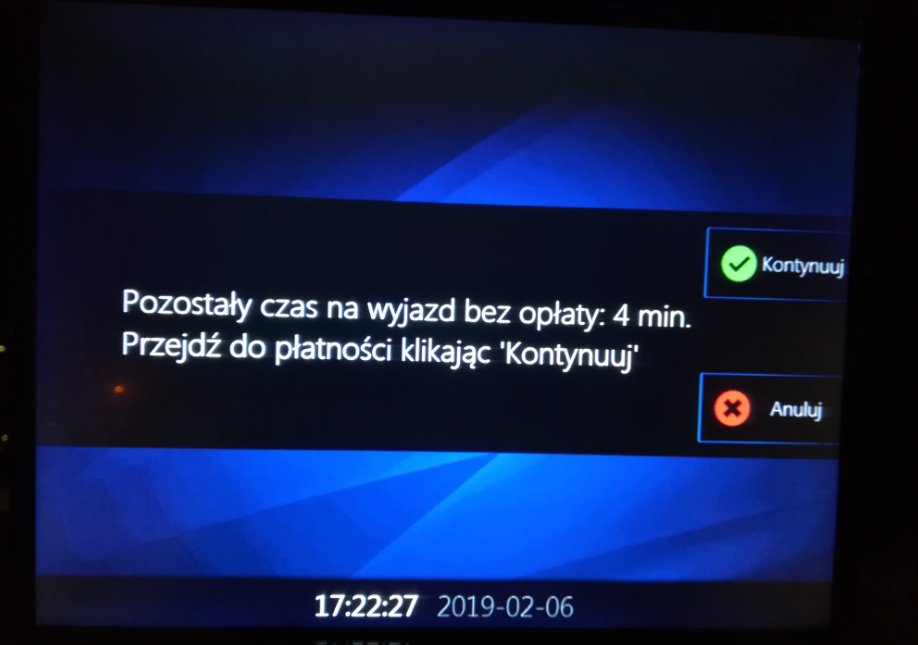 Kontynuuj
Pozostały czas na wyjazd bez opłaty: 4 min.
Przejdź do płatności klikając 'Kontynuuj'
Anuluj
17:22:27 2019-02-06